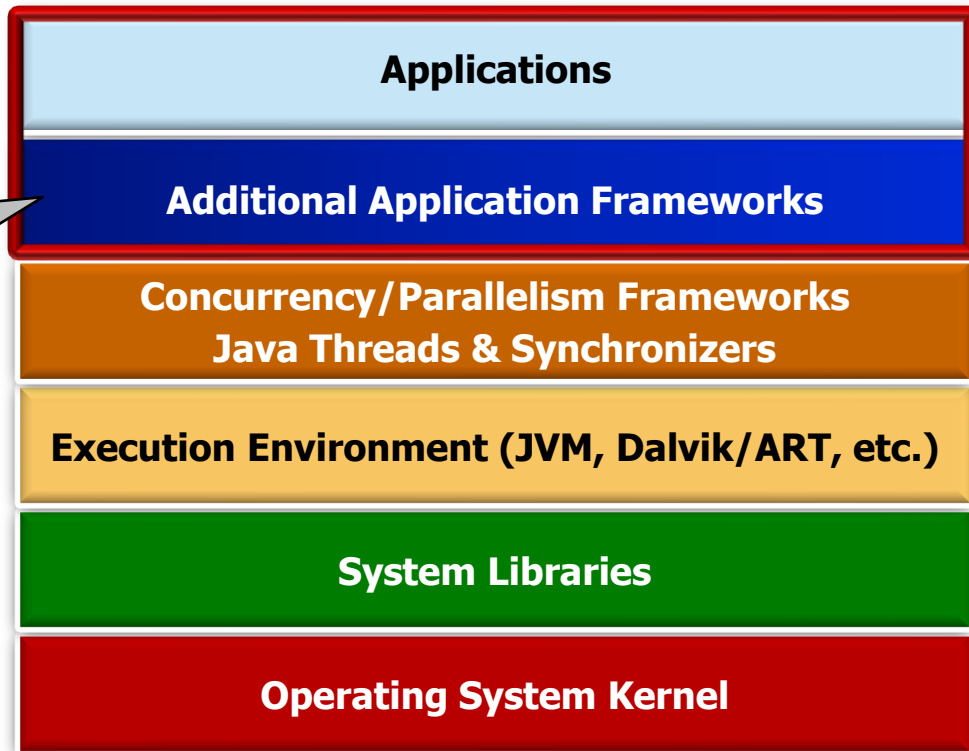 Applications
Additional Application Frameworks
Concurrency/Parallelism Frameworks
Java Threads & Synchronizers
Execution Environment (JVM, Dalvik/ART, etc.)
System Libraries
Operating System Kernel